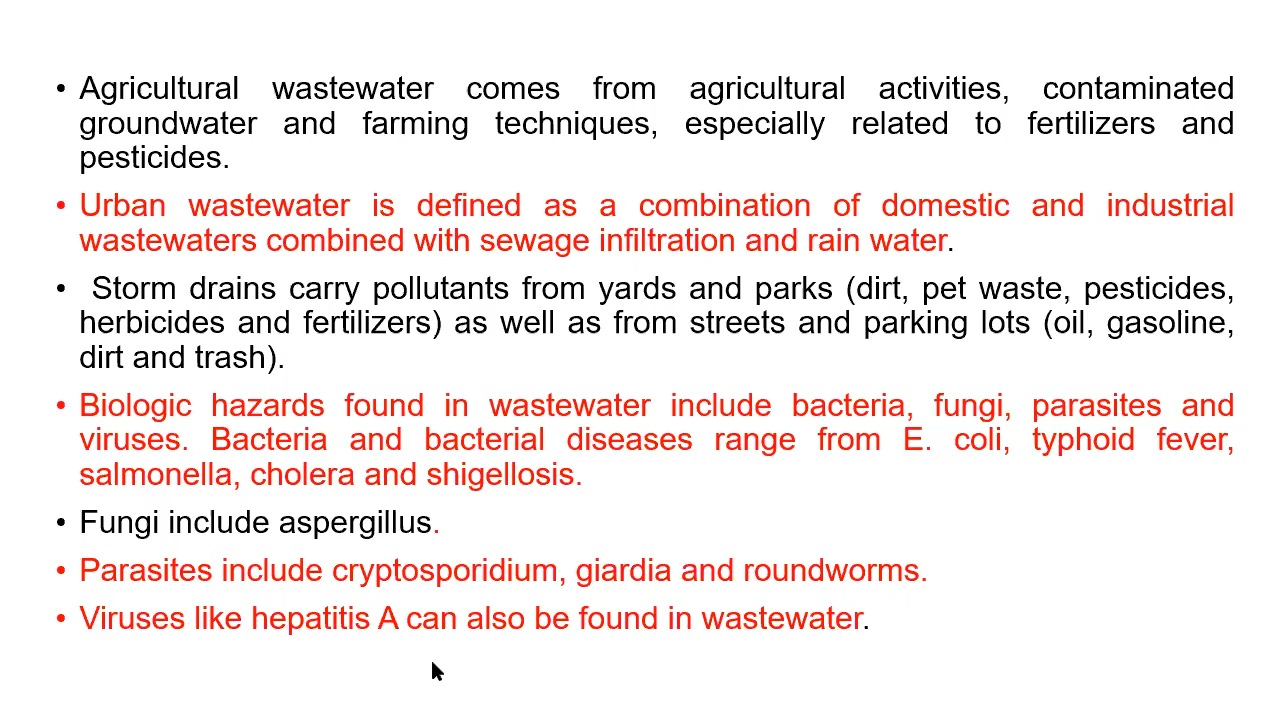 • Agricultural wastewater comes from agricultural activities, contaminated
groundwater and farming techniques, especially related to fertilizers and
pesticides.
• Urban wastewater is defined as a combination of domestic and industrial
wastewaters combined with sewage infiltration and rain water.
• Storm drains carry pollutants from yards and parks (dirt, pet waste, pesticides,
herbicides and fertilizers) as well as from streets and parking lots (oil, gasoline,
dirt and trash).
• Biologic hazards found in wastewater include bacteria, fungi, parasites and
viruses. Bacteria and bacterial diseases range from E. coli, typhoid fever,
salmonella, cholera and shigellosis.
• Fungi include aspergillus.
• Parasites include cryptosporidium, giardia and roundworms.
• Viruses like hepatitis A can also be found in wastewater.